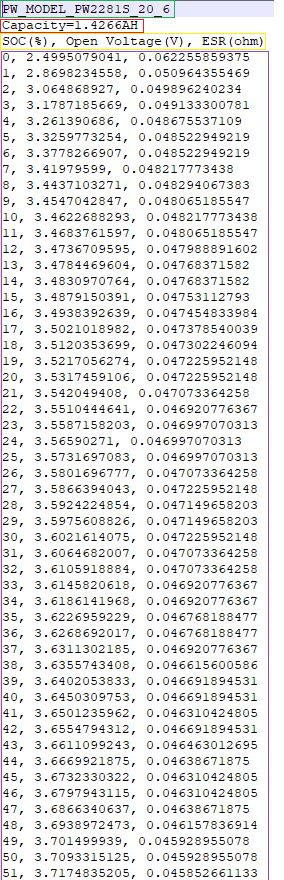 PW_MODEL_PW2281S_20_6
Capacity=1.4266AH
SOC(%), Open Voltage(V), ESR(ohm)
0, 2.4995079041, 0.062255859375
1, 2.8698234558, 0.050964355469
2, 3.064868927, 0.049896240234
3, 3.1787185669, 0.049133300781
4, 3.261390686, 0.048675537109
5, 3.3259773254, 0.048522949219
6, 3.3778266907, 0.048522949219
7, 3.41979599, 0.048217773438
8, 3.4437103271, 0.048294067383
9, 3.4547042847, 0.048065185547
10, 3.4622688293, 0.048217773438
11, 3.4683761597, 0.048065185547
12, 3.4736709595, 0.047988891602
13, 3.4784469604, 0.04768371582
14, 3.4830970764, 0.04768371582
15, 3.4879150391, 0.04753112793
16, 3.4938392639, 0.047454833984
17, 3.5021018982, 0.047378540039
18, 3.5120353699, 0.047302246094
19, 3.5217056274, 0.047225952148
20, 3.5317459106, 0.047225952148
21, 3.542049408, 0.047073364258
22, 3.5510444641, 0.046920776367
23, 3.5587158203, 0.046997070313
24, 3.56590271, 0.046997070313
25, 3.5731697083, 0.046997070313
26, 3.5801696777, 0.047073364258
27, 3.5866394043, 0.047225952148
28, 3.5924224854, 0.047149658203
29, 3.5975608826, 0.047149658203
30, 3.6021614075, 0.047225952148
31, 3.6064682007, 0.047073364258
32, 3.6105918884, 0.047073364258
33, 3.6145820618, 0.046920776367
34, 3.6186141968, 0.046920776367
35, 3.6226959229, 0.046768188477
36, 3.6268692017, 0.046768188477
37, 3.6311302185, 0.046920776367
38, 3.6355743408, 0.046615600586
39, 3.6402053833, 0.046691894531
40, 3.6450309753, 0.046691894531
41, 3.6501235962, 0.046310424805
42, 3.6554794312, 0.046691894531
43, 3.6611099243, 0.046463012695
44, 3.6669921875, 0.04638671875
45, 3.6732330322, 0.046310424805
46, 3.6797943115, 0.046310424805
47, 3.6866340637, 0.04638671875
48, 3.6938972473, 0.046157836914
49, 3.701499939, 0.045928955078
50, 3.7093315125, 0.045928955078
51, 3.7174835205, 0.045852661133